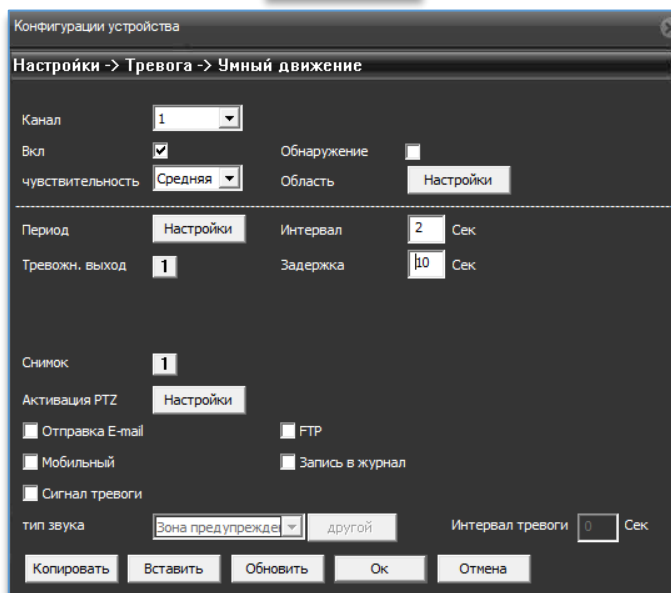 Конфигурации устройства
Настройки -> Тревога -> Умный движение
Канал 1
Вкл Обнаружение
чувствительность Средняя Область Настройки
Период Настройки Интервал 2 Сек
Тревожн. выход 1 Задержка 10 Сек
Снимок 1
Активация PTZ Настройки
Отправка E-mail FTP
Мобильный Запись в журнал
Сигнал тревоги
тип звука Зона предупрежде другой Интервал тревоги 0 Сек
Копировать Вставить Обновить Ок Отмена